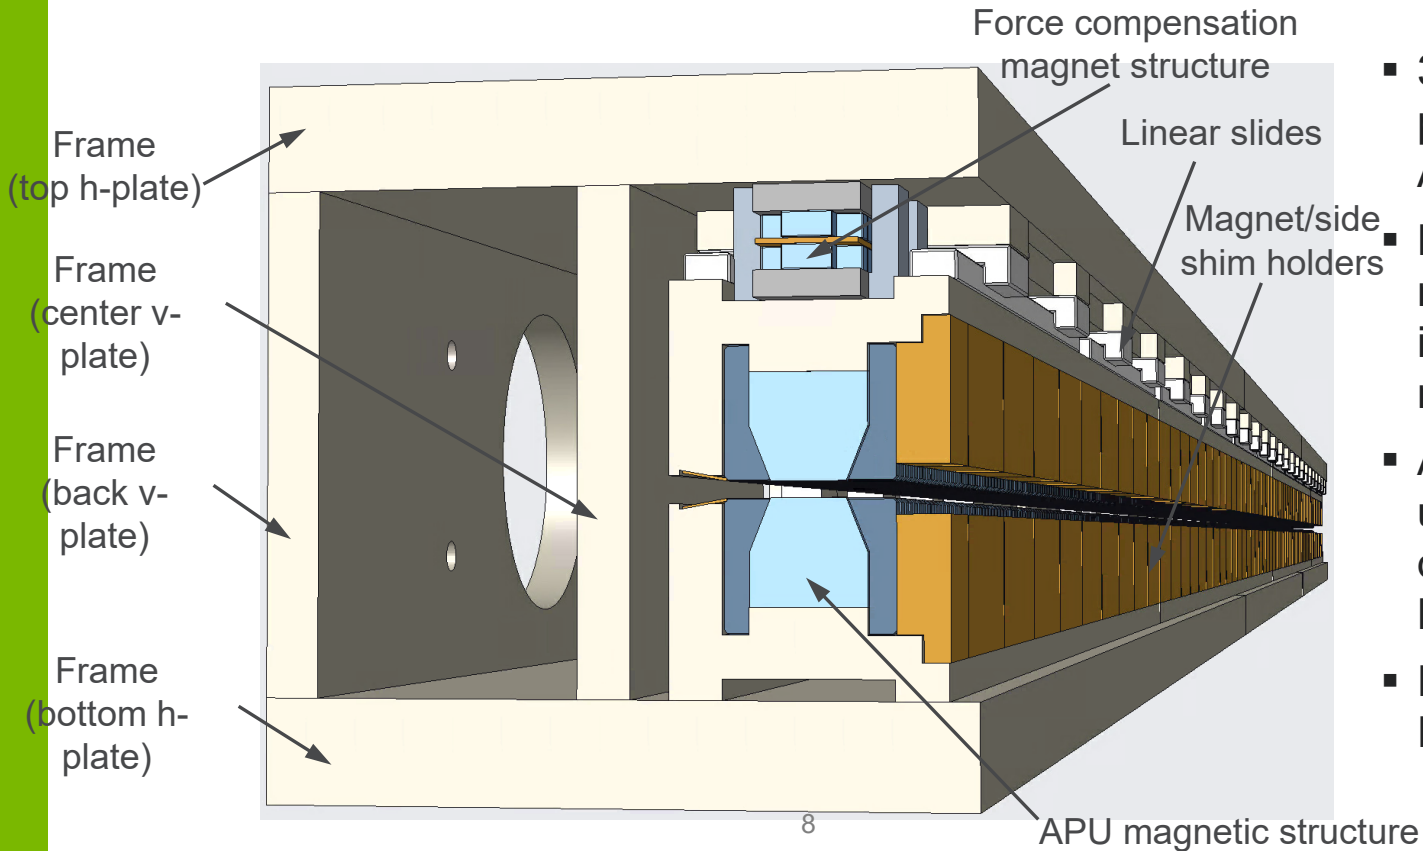 Force compensation
magnet structure
Linear slides
Magnet/side
shim holders
Frame
(top h-plate)
Frame
(center v-
plate)
Frame
(back v-
plate)
Frame
(bottom h-
plate)
APU magnetic structure
8